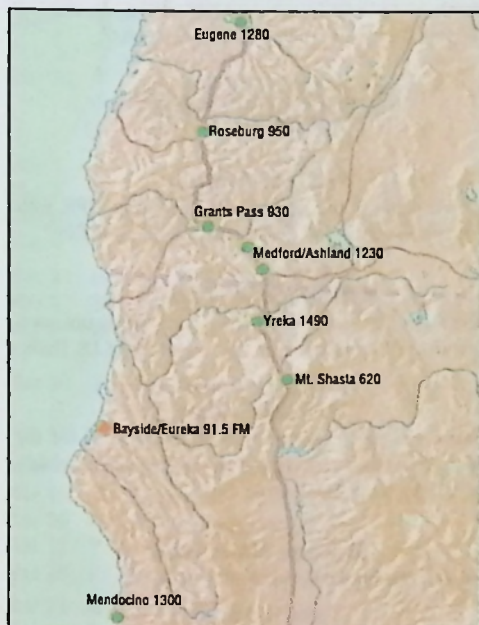 Eugene 1280
Roseburg 950
Grants Pass 930
Medford/Ashland 1230
Yreka 1490
Mt. Shasta 620
Bayside/Eureka 91.5 FM
Mendocino 1300